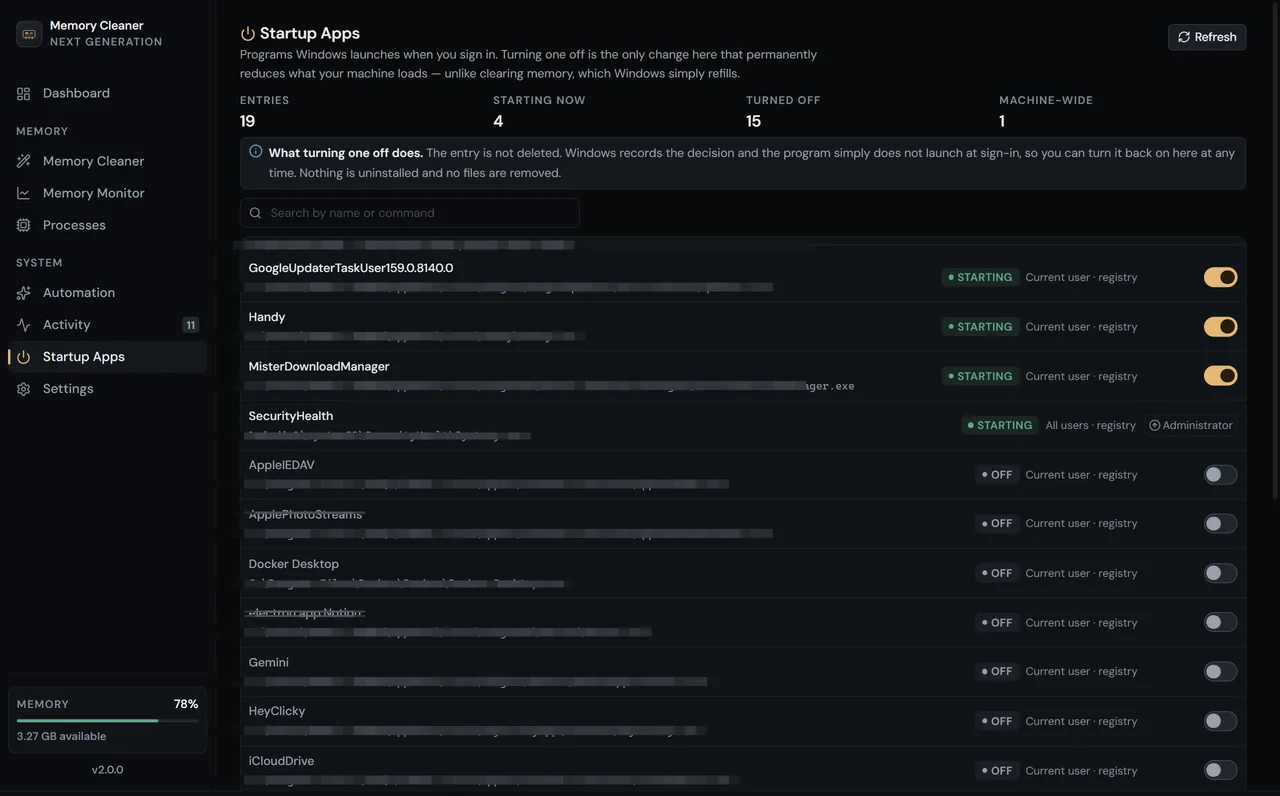 Memory Cleaner
NEXT GENERATION
Dashboard
MEMORY
Memory Cleaner
Memory Monitor
Processes
SYSTEM
Automation
Activity 11
Startup Apps
Settings
MEMORY 78%
3.27 GB available
v2.0.0
Startup Apps
Programs Windows launches when you sign in. Turning one off is the only change here that permanently
reduces what your machine loads — unlike clearing memory, which Windows simply refills.
Refresh
ENTRIES STARTING NOW TURNED OFF MACHINE-WIDE
19 4 15 1
What turning one off does. The entry is not deleted. Windows records the decision and the program simply does not launch at sign-in, so you can turn it back on here at any
time. Nothing is uninstalled and no files are removed.
Search by name or command
GoogleUpdaterTaskUser159.0.8140.0
STARTING Current user · registry
Handy
STARTING Current user · registry
MisterDownloadManager
STARTING Current user · registry
ager.exe
SecurityHealth
STARTING All users · registry Administrator
AppleIEDAV
OFF Current user · registry
ApplePhotoStreams
OFF Current user · registry
Docker Desktop
OFF Current user · registry
electron.app.Notion
OFF Current user · registry
Gemini
OFF Current user · registry
HeyClicky
OFF Current user · registry
iCloudDrive
OFF Current user · registry